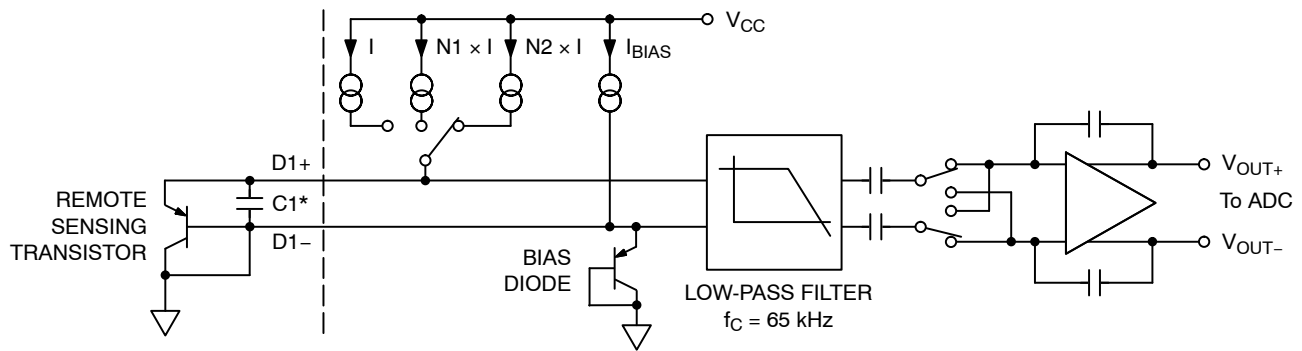 V_CC
I
N1 × I
N2 × I
I_BIAS
D1+
REMOTE
SENSING
TRANSISTOR
C1*
D1−
BIAS
DIODE
LOW-PASS FILTER
f_C = 65 kHz
V_OUT+
To ADC
V_OUT−